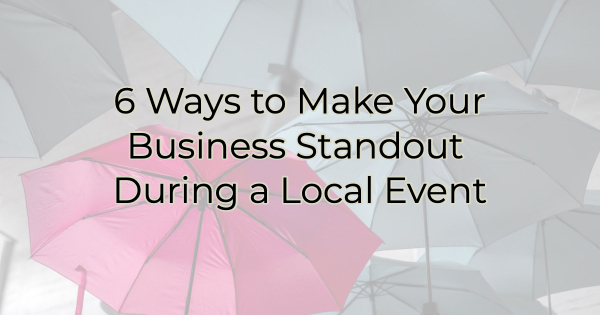 6 Ways to Make Your
Business Standout
During a Local Event